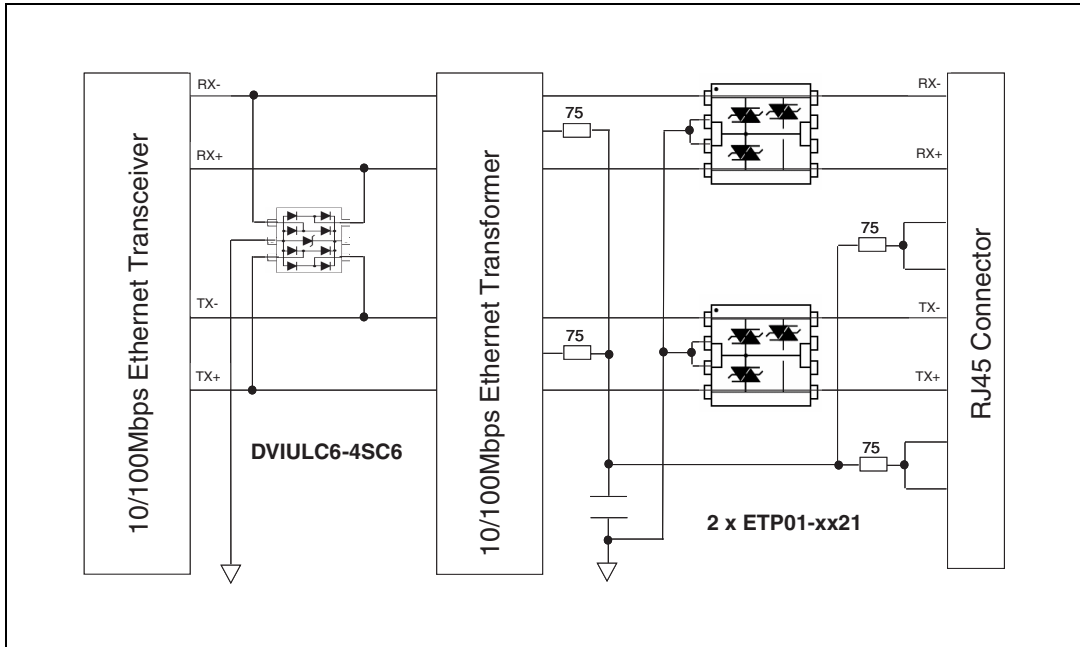 RX-
RX+
TX-
TX+
10/100Mbps Ethernet Transceiver
DVIULC6-4SC6
10/100Mbps Ethernet Transformer
75
75
75
75
2 x ETP01-xx21
RX-
RX+
TX-
TX+
RJ45 Connector